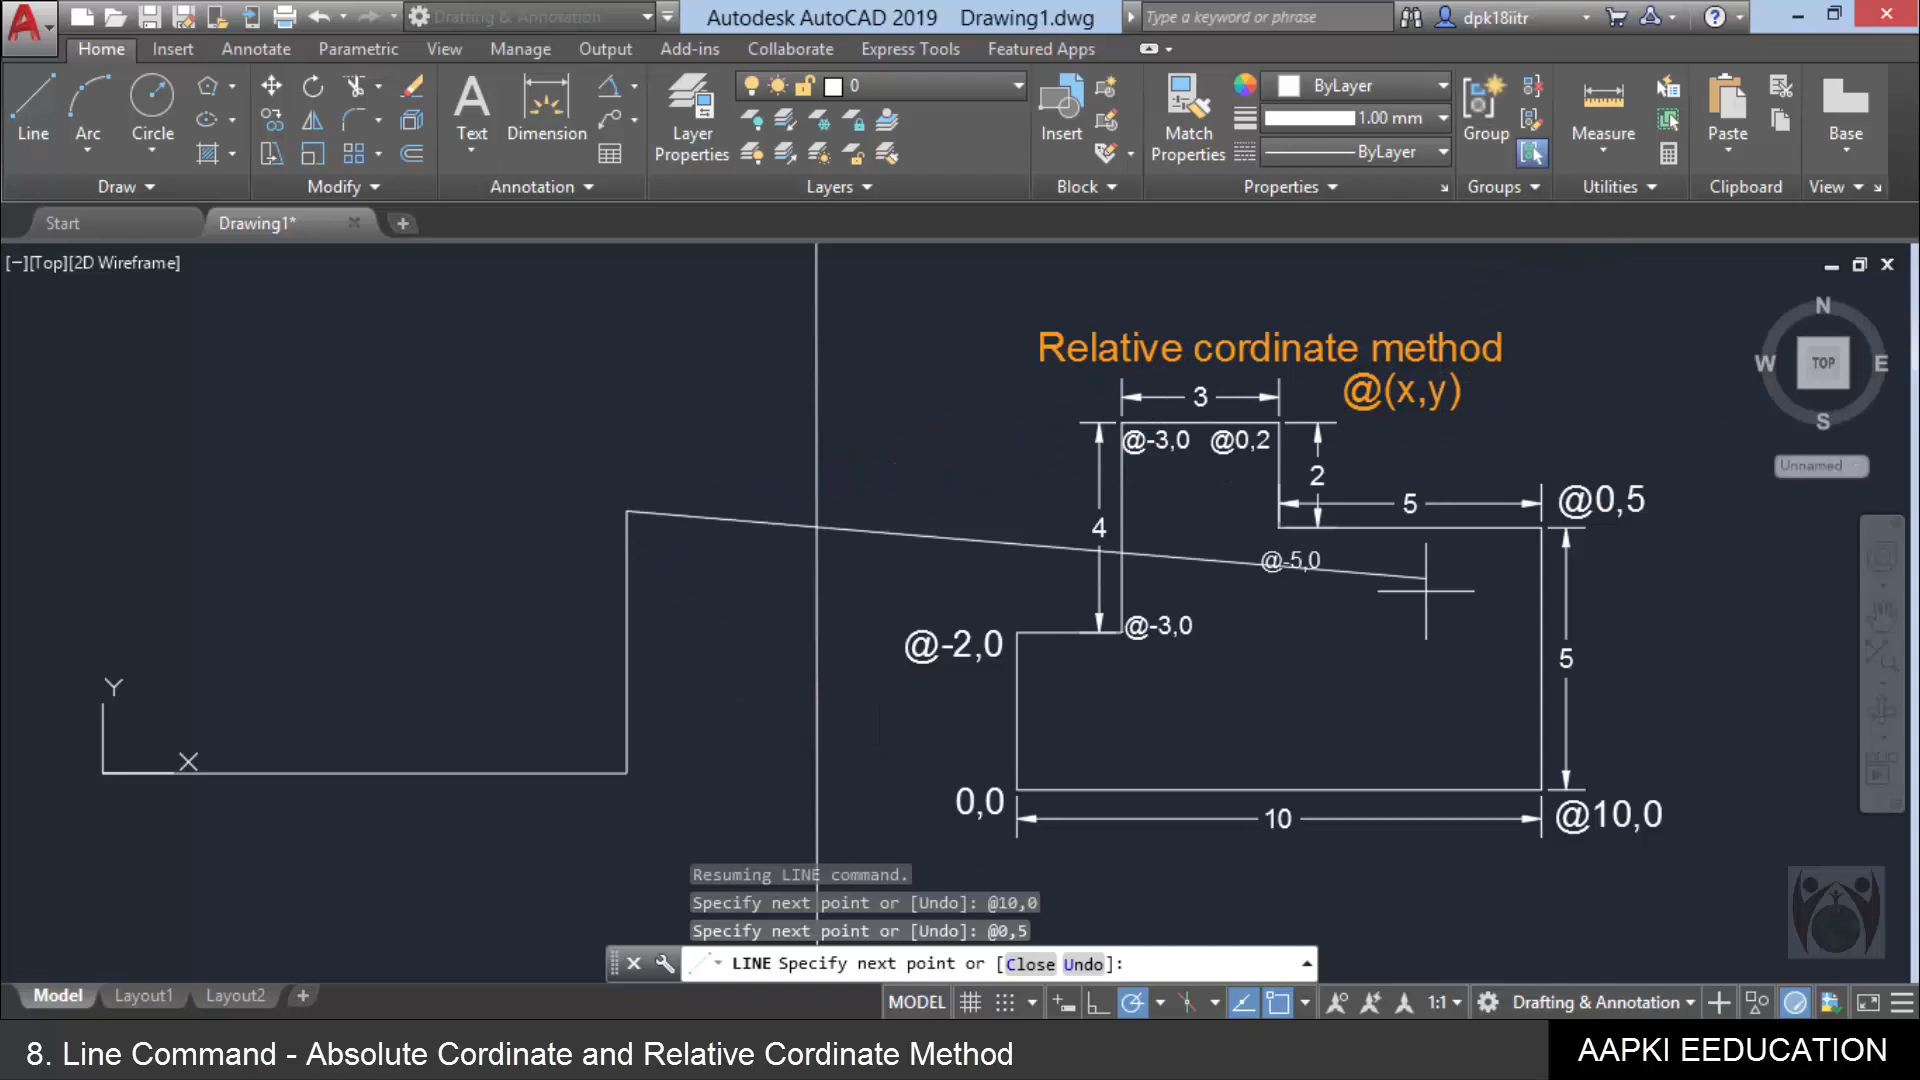 Drafting & Annotation
Autodesk AutoCAD 2019 Drawing1.dwg
Type a keyword or phrase
dpk18iitr
Home Insert Annotate Parametric View Manage Output Add-ins Collaborate Express Tools Featured Apps
Line Arc Circle
Text Dimension
Layer Properties
0
Insert
Match Properties
ByLayer
1.00 mm
ByLayer
Group
Measure
Paste
Base
Draw Modify Annotation Layers Block Properties Groups Utilities Clipboard View
Start Drawing1*
[−][Top][2D Wireframe]
N
W TOP E
S
Unnamed
Relative cordinate method
@(x,y)
3
@-3,0 @0,2
2
5 @0,5
4
@-5,0
@-3,0
@-2,0
5
Y
X
0,0
10
@10,0
Resuming LINE command.
Specify next point or [Undo]: @10,0
Specify next point or [Undo]: @0,5
LINE Specify next point or [Close Undo]:
Model Layout1 Layout2
MODEL 1:1 Drafting & Annotation
8. Line Command - Absolute Cordinate and Relative Cordinate Method
AAPKI EEDUCATION